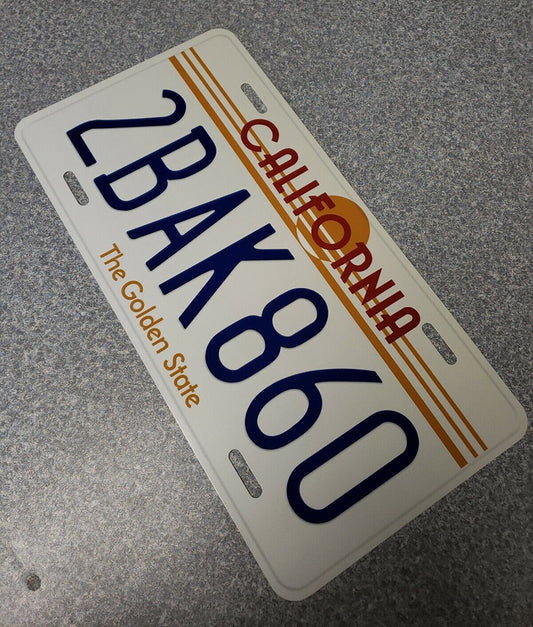 CALIFORNIA
2BAK860
The Golden State